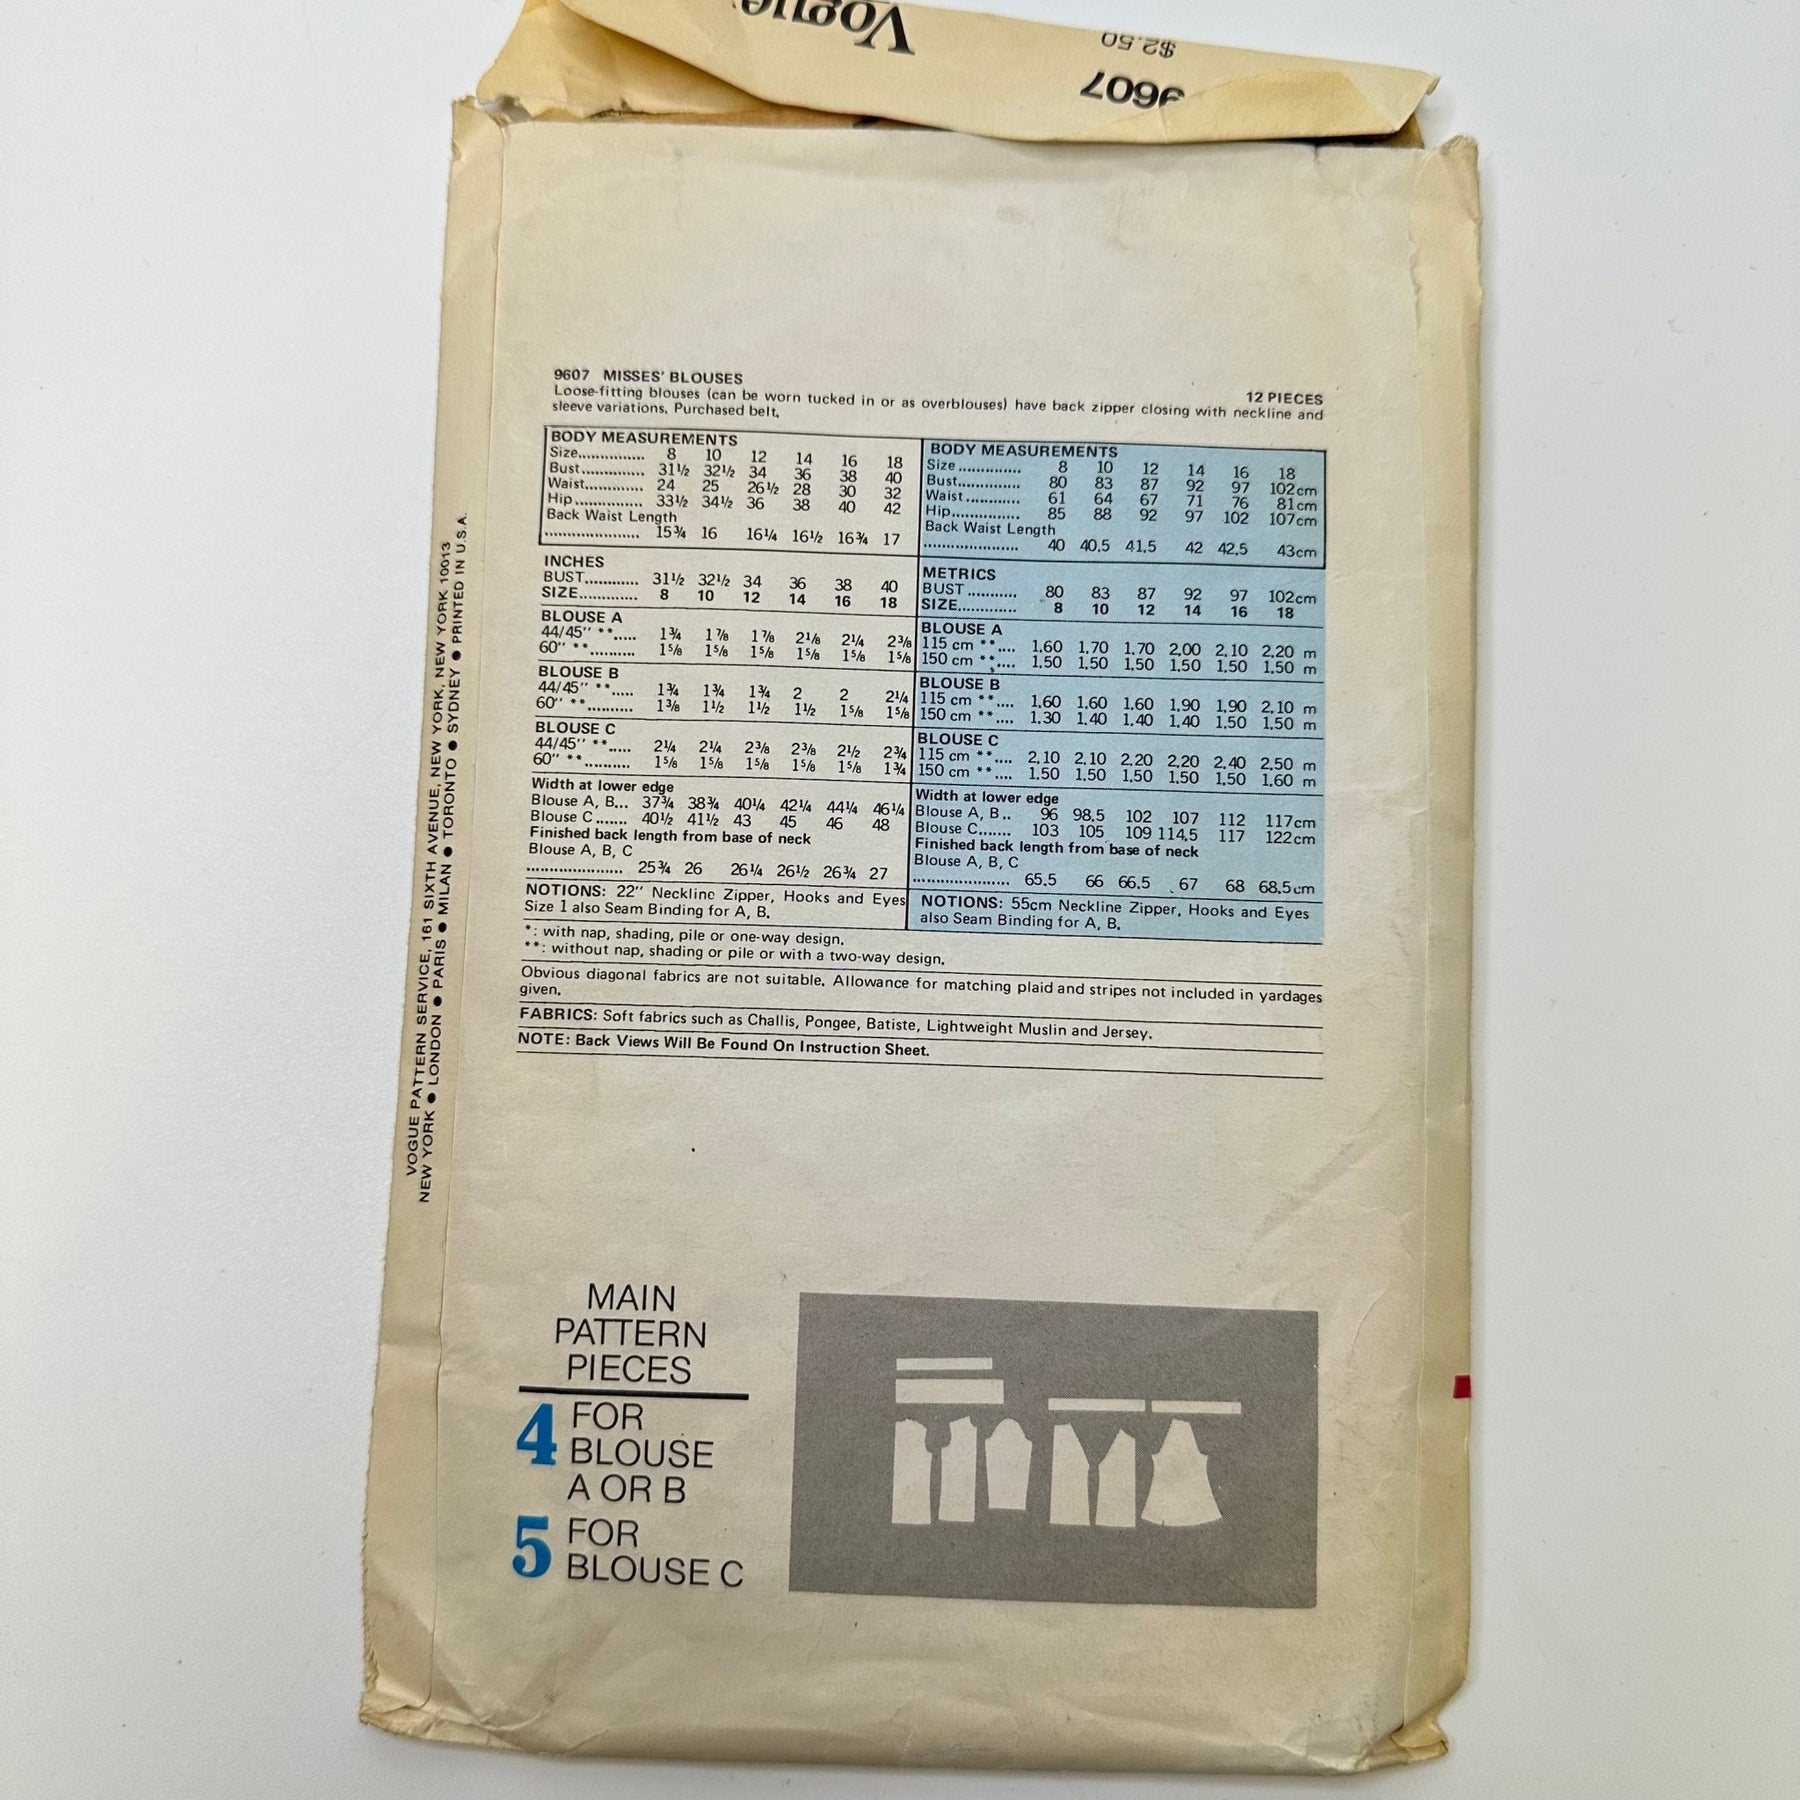 Vogue
$2.50
9607
9607 MISSES' BLOUSES
12 PIECES
Loose-fitting blouses (can be worn tucked in or as overblouses) have back zipper closing with neckline and
sleeve variations. Purchased belt.
BODY MEASUREMENTS
Size............... 8 10 12 14 16 18
Bust.............. 31½ 32½ 34 36 38 40
Waist............. 24 25 26½ 28 30 32
Hip ............... 33½ 34½ 36 38 40 42
Back Waist Length
..................... 15¾ 16 16¼ 16½ 16¾ 17
INCHES
BUST............ 31½ 32½ 34 36 38 40
SIZE............. 8 10 12 14 16 18
BLOUSE A
44/45'' **..... 1¾ 1⅞ 1⅞ 2⅛ 2¼ 2⅜
60'' **.......... 1⅝ 1⅝ 1⅝ 1⅝ 1⅝ 1⅝
BLOUSE B
44/45'' **..... 1¾ 1¾ 1¾ 2 2 2¼
60'' **.......... 1⅜ 1½ 1½ 1½ 1⅝ 1⅝
BLOUSE C
44/45'' **..... 2¼ 2¼ 2⅜ 2⅜ 2½ 2¾
60'' **.......... 1⅝ 1⅝ 1⅝ 1⅝ 1⅝ 1¾
Width at lower edge
Blouse A, B... 37¾ 38¾ 40¼ 42¼ 44¼ 46¼
Blouse C ....... 40½ 41½ 43 45 46 48
Finished back length from base of neck
Blouse A, B, C
..................... 25¾ 26 26¼ 26½ 26¾ 27
NOTIONS: 22'' Neckline Zipper, Hooks and Eyes
Size 1 also Seam Binding for A, B.
BODY MEASUREMENTS
Size .............. 8 10 12 14 16 18
Bust............... 80 83 87 92 97 102cm
Waist ............ 61 64 67 71 76 81cm
Hip............... 85 88 92 97 102 107cm
Back Waist Length
..................... 40 40.5 41.5 42 42.5 43cm
METRICS
BUST ........... 80 83 87 92 97 102cm
SIZE............. 8 10 12 14 16 18
BLOUSE A
115 cm **.... 1.60 1.70 1.70 2.00 2.10 2.20 m
150 cm **.... 1.50 1.50 1.50 1.50 1.50 1.50 m
BLOUSE B
115 cm **.... 1.60 1.60 1.60 1.90 1.90 2.10 m
150 cm **.... 1.30 1.40 1.40 1.40 1.50 1.50 m
BLOUSE C
115 cm **.... 2.10 2.10 2.20 2.20 2.40 2.50 m
150 cm **.... 1.50 1.50 1.50 1.50 1.50 1.60 m
Width at lower edge
Blouse A, B.. 96 98.5 102 107 112 117cm
Blouse C....... 103 105 109 114.5 117 122cm
Finished back length from base of neck
Blouse A, B, C
..................... 65.5 66 66.5 67 68 68.5cm
NOTIONS: 55cm Neckline Zipper, Hooks and Eyes
also Seam Binding for A, B.
*: with nap, shading, pile or one-way design.
**: without nap, shading or pile or with a two-way design.
Obvious diagonal fabrics are not suitable. Allowance for matching plaid and stripes not included in yardages
given.
FABRICS: Soft fabrics such as Challis, Pongee, Batiste, Lightweight Muslin and Jersey.
NOTE: Back Views Will Be Found On Instruction Sheet.
VOGUE PATTERN SERVICE, 161 SIXTH AVENUE, NEW YORK, NEW YORK 10013
NEW YORK ● LONDON ● PARIS ● MILAN ● TORONTO ● SYDNEY ● PRINTED IN U.S.A.
MAIN
PATTERN
PIECES
4 FOR
BLOUSE
A OR B
5 FOR
BLOUSE C